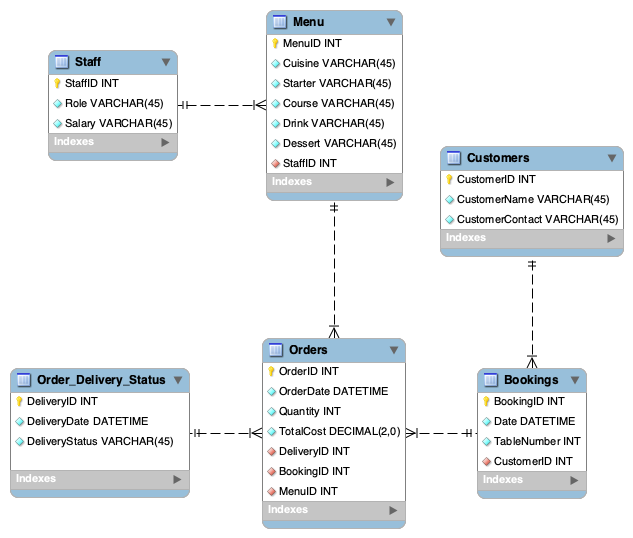 Menu
MenuID INT
Cuisine VARCHAR(45)
Starter VARCHAR(45)
Course VARCHAR(45)
Drink VARCHAR(45)
Dessert VARCHAR(45)
StaffID INT
Indexes
Staff
StaffID INT
Role VARCHAR(45)
Salary VARCHAR(45)
Indexes
Customers
CustomerID INT
CustomerName VARCHAR(45)
CustomerContact VARCHAR(45)
Indexes
Orders
OrderID INT
OrderDate DATETIME
Quantity INT
TotalCost DECIMAL(2,0)
DeliveryID INT
BookingID INT
MenuID INT
Indexes
Order_Delivery_Status
DeliveryID INT
DeliveryDate DATETIME
DeliveryStatus VARCHAR(45)
Indexes
Bookings
BookingID INT
Date DATETIME
TableNumber INT
CustomerID INT
Indexes